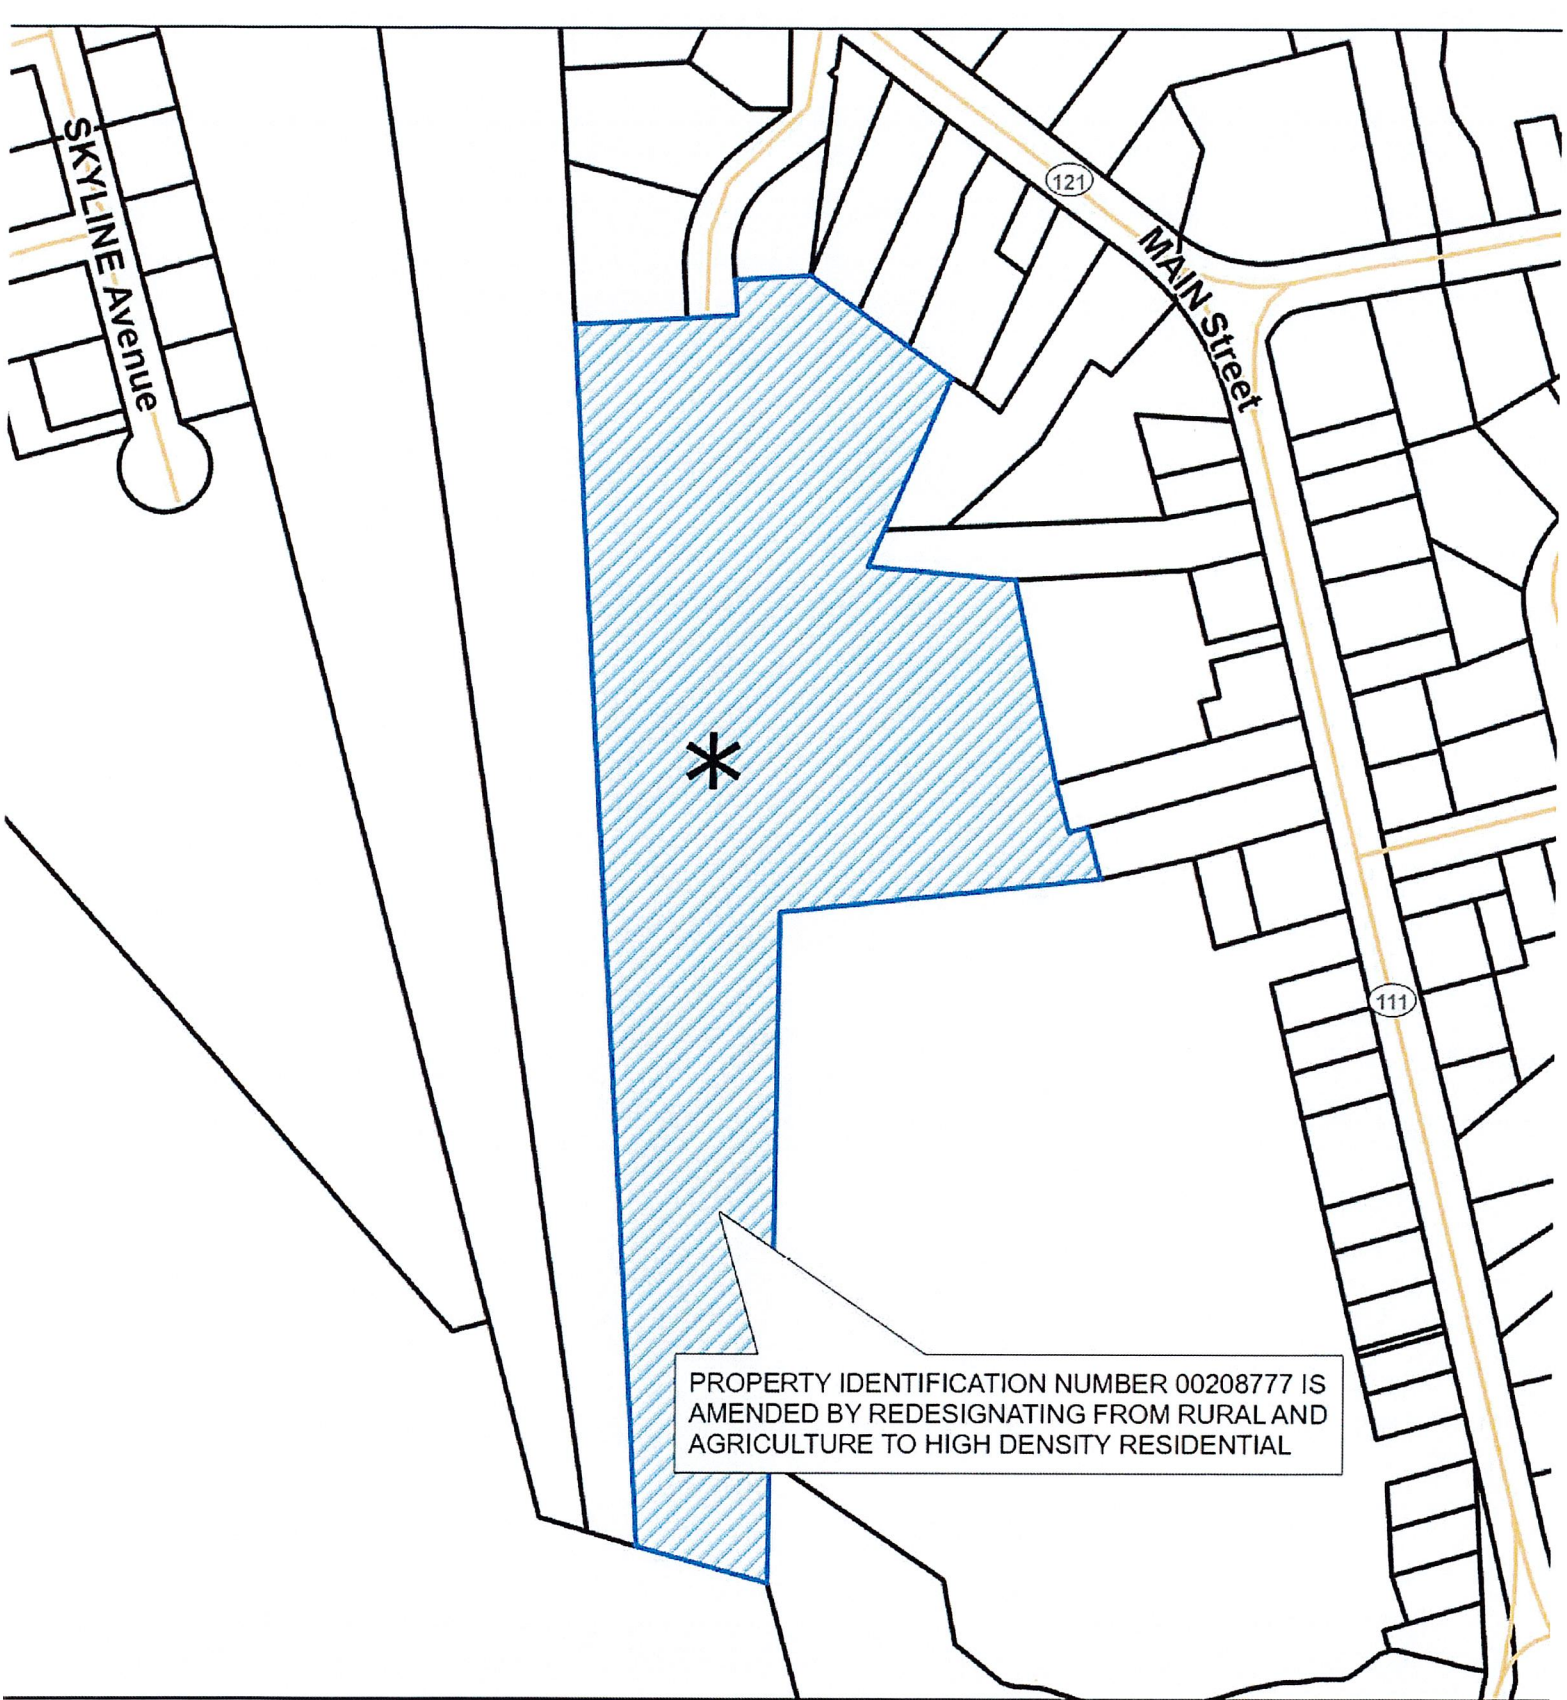 SKYLINE Avenue
121
MAIN Street
111
PROPERTY IDENTIFICATION NUMBER 00208777 IS
AMENDED BY REDESIGNATING FROM RURAL AND
AGRICULTURE TO HIGH DENSITY RESIDENTIAL